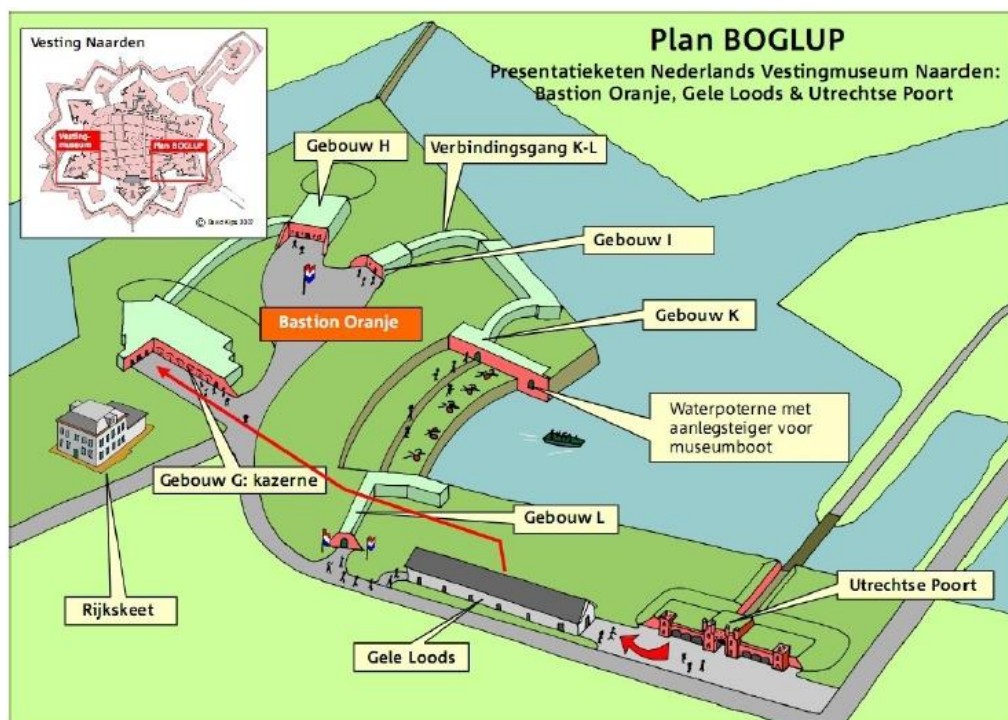 Vesting Naarden
Vesting-
museum
Plan BOGLUP
Plan BOGLUP
Presentatieketen Nederlands Vestingmuseum Naarden:
Bastion Oranje, Gele Loods & Utrechtse Poort
Gebouw H
Verbindingsgang K-L
Gebouw I
Bastion Oranje
Gebouw K
Waterpoterne met
aanlegsteiger voor
museumboot
Gebouw G: kazerne
Gebouw L
Utrechtse Poort
Rijkskeet
Gele Loods